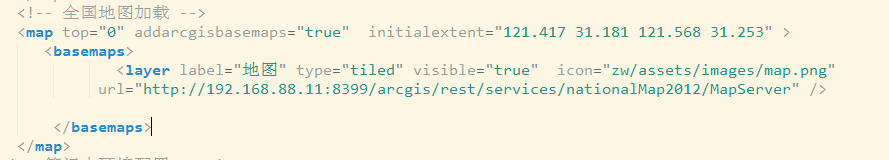 <!-- 全国地图加载 -->
<map top="0" addarcgisbasemaps="true"  initialextent="121.417 31.181 121.568 31.253" >
<basemaps>
<layer label="地图" type="tiled" visible="true"  icon="zw/assets/images/map.png"
url="http://192.168.88.11:8399/arcgis/rest/services/nationalMap2012/MapServer" />
</basemaps>
</map>